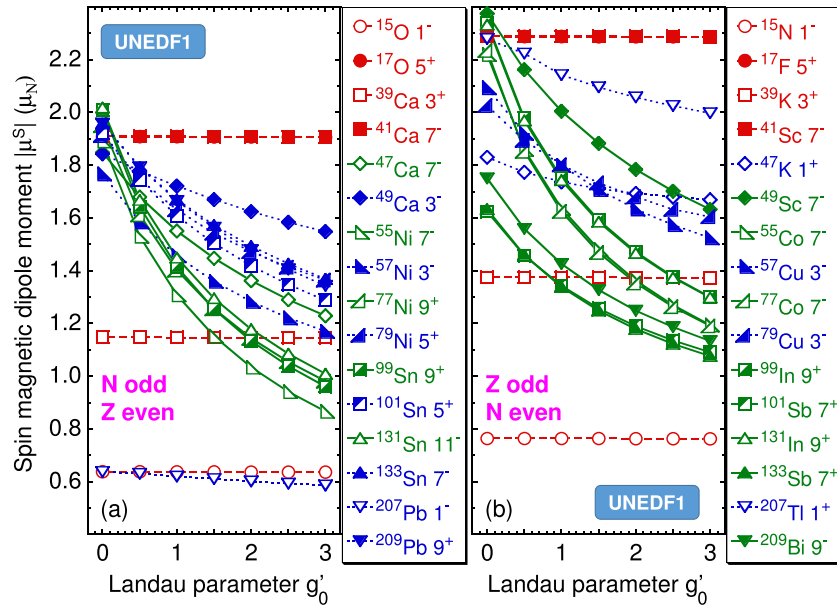 Spin magnetic dipole moment |μˢ| (μ_N)
2.2
2.0
1.8
1.6
1.4
1.2
1.0
0.8
0.6
UNEDF1
N odd
Z even
(a)
0
1
2
3
Landau parameter g₀′
¹⁵O 1⁻
¹⁷O 5⁺
³⁹Ca 3⁺
⁴¹Ca 7⁻
⁴⁷Ca 7⁻
⁴⁹Ca 3⁻
⁵⁵Ni 7⁻
⁵⁷Ni 3⁻
⁷⁷Ni 9⁺
⁷⁹Ni 5⁺
⁹⁹Sn 9⁺
¹⁰¹Sn 5⁺
¹³¹Sn 11⁻
¹³³Sn 7⁻
²⁰⁷Pb 1⁻
²⁰⁹Pb 9⁺
Z odd
N even
(b)
UNEDF1
0
1
2
3
Landau parameter g₀′
¹⁵N 1⁻
¹⁷F 5⁺
³⁹K 3⁺
⁴¹Sc 7⁻
⁴⁷K 1⁺
⁴⁹Sc 7⁻
⁵⁵Co 7⁻
⁵⁷Cu 3⁻
⁷⁷Co 7⁻
⁷⁹Cu 3⁻
⁹⁹In 9⁺
¹⁰¹Sb 7⁺
¹³¹In 9⁺
¹³³Sb 7⁺
²⁰⁷Tl 1⁺
²⁰⁹Bi 9⁻